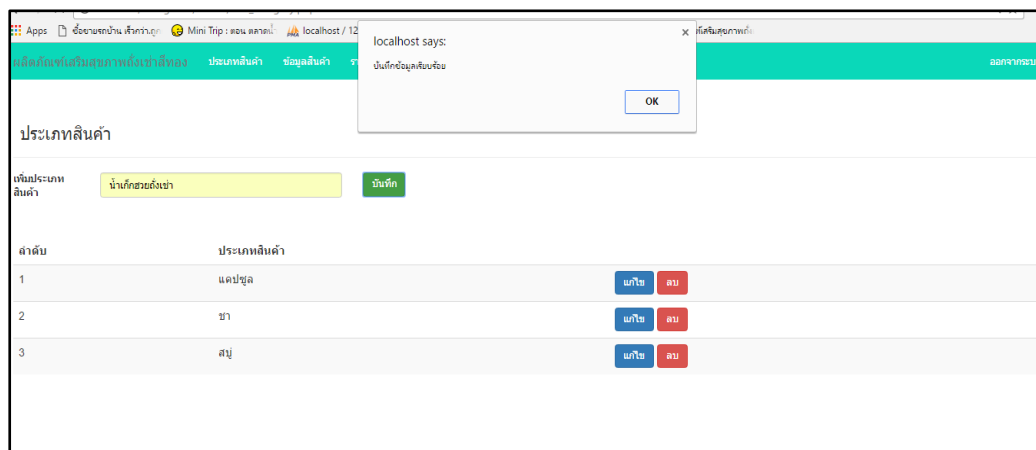 Apps ซื้อขายรถบ้าน เร็วกว่า.ถูก Mini Trip : ตอน ตลาดน้ำ localhost / 12
localhost says:
บันทึกข้อมูลเรียบร้อย
OK
ผลิตภัณฑ์เสริมสุขภาพถั่งเช่าสีทอง ประเภทสินค้า ข้อมูลสินค้า ออกจากระบ
ประเภทสินค้า
เพิ่มประเภท
สินค้า
น้ำเก็กฮวยถั่งเช่า บันทึก
ลำดับ ประเภทสินค้า
1 แคปซูล แก้ไข ลบ
2 ชา แก้ไข ลบ
3 สบู่ แก้ไข ลบ